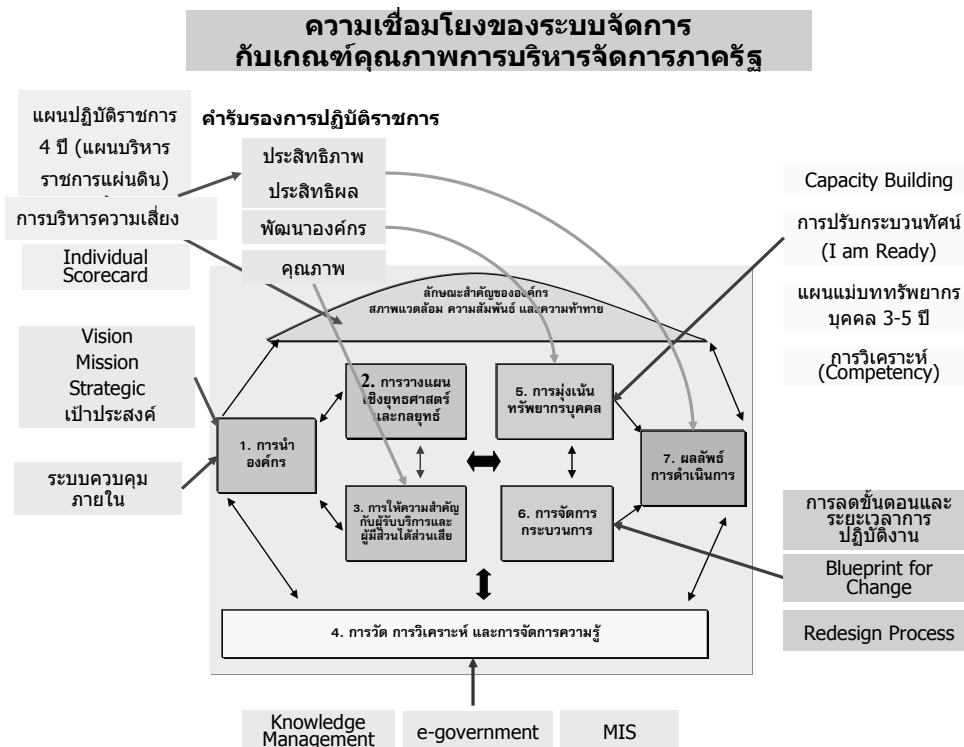 ความเชื่อมโยงของระบบจัดการ
กับเกณฑ์คุณภาพการบริหารจัดการภาครัฐ
แผนปฏิบัติราชการ
4 ปี (แผนบริหาร
ราชการแผ่นดิน)
การบริหารความเสี่ยง
Individual
Scorecard
คำรับรองการปฏิบัติราชการ
ประสิทธิภาพ
ประสิทธิผล
พัฒนาองค์กร
คุณภาพ
Capacity Building
การปรับกระบวนทัศน์
(I am Ready)
แผนแม่บททรัพยากร
บุคคล 3-5 ปี
การวิเคราะห์
(Competency)
ลักษณะสำคัญขององค์กร
สภาพแวดล้อม ความสัมพันธ์ และความท้าทาย
Vision
Mission
Strategic
เป้าประสงค์
ระบบควบคุม
ภายใน
1. การนำ
องค์กร
2. การวางแผน
เชิงยุทธศาสตร์
และกลยุทธ์
3. การให้ความสำคัญ
กับผู้รับบริการและ
ผู้มีส่วนได้ส่วนเสีย
5. การมุ่งเน้น
ทรัพยากรบุคคล
6. การจัดการ
กระบวนการ
7. ผลลัพธ์
การดำเนินการ
4. การวัด การวิเคราะห์ และการจัดการความรู้
การลดขั้นตอนและ
ระยะเวลาการ
ปฏิบัติงาน
Blueprint for
Change
Redesign Process
Knowledge
Management
e-government
MIS